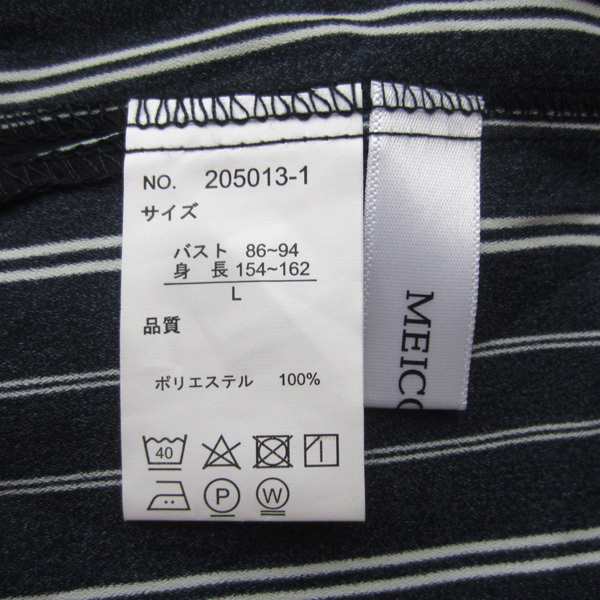 NO. 205013-1
サイズ
バスト 86~94
身 長 154~162
L
品質
ポリエステル 100%
40
P
W
MEICO